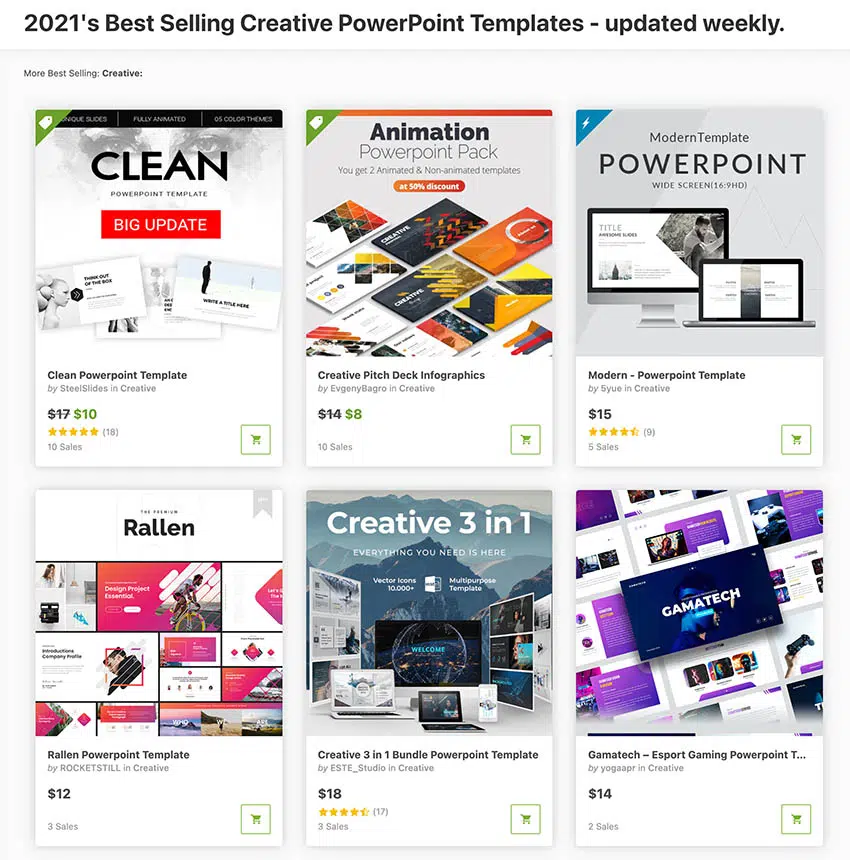 2021's Best Selling Creative PowerPoint Templates - updated weekly.
More Best Selling: Creative:
UNIQUE SLIDES
FULLY ANIMATED
05 COLOR THEMES
CLEAN
POWERPOINT TEMPLATE
BIG UPDATE
THINK OUT
OF THE BOX
WRITE A TITLE HERE
Clean Powerpoint Template
by SteelSlides in Creative
$17 $10
(18)
10 Sales
Animation
Powerpoint Pack
You get 2 Animated & Non-animated templates
at 50% discount
CREATIVE
CREATIVE
Creative Pitch Deck Infographics
by EvgenyBagro in Creative
$14 $8
10 Sales
ModernTemplate
POWERPOINT
WIDE SCREEN(16:9HD)
TITLE
AWESOME SLIDES
Modern - Powerpoint Template
by 5yue in Creative
$15
(9)
5 Sales
THE PREMIUM
Rallen
Design Project
Essential.
Let's G
Introductions
Company Profile
WHO
WE
ARE
Rallen Powerpoint Template
by ROCKETSTILL in Creative
$12
3 Sales
Creative 3 in 1
EVERYTHING YOU NEED IS HERE
Vector Icons
10.000+
Multipurpose
Template
WELCOME
Creative 3 in 1 Bundle Powerpoint Template
by ESTE_Studio in Creative
$18
(17)
3 Sales
GAMATECH
GAMATECH
Gamatech – Esport Gaming Powerpoint T...
by yogaapr in Creative
$14
2 Sales